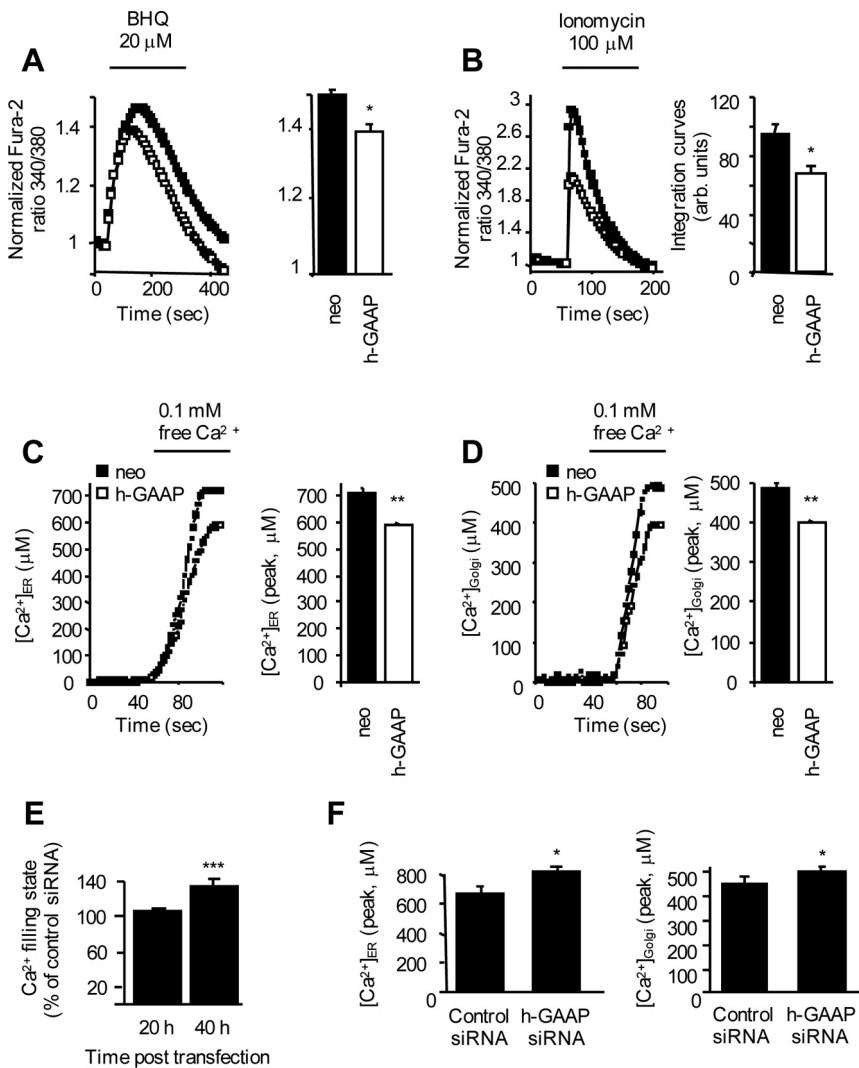 A
BHQ
20 µM
Normalized Fura-2
ratio 340/380
1.4
1.2
1
0 200 400
Time (sec)
1.4
1.2
1
*
neo
h-GAAP
B
Ionomycin
100 µM
Normalized Fura-2
ratio 340/380
3
2.6
2.2
1.8
1.4
1
0 100 200
Time (sec)
Integration curves
(arb. units)
120
80
40
0
*
neo
h-GAAP
C
0.1 mM
free Ca²⁺
neo
h-GAAP
[Ca²⁺]ER (µM)
700
600
500
400
300
200
100
0
0 40 80
Time (sec)
[Ca²⁺]ER (peak, µM)
700
600
500
400
300
200
100
0
**
neo
h-GAAP
D
0.1 mM
free Ca²⁺
neo
h-GAAP
[Ca²⁺]Golgi (µM)
500
400
300
200
100
0
0 40 80
Time (sec)
[Ca²⁺]Golgi (peak, µM)
500
400
300
200
100
0
**
neo
h-GAAP
E
Ca²⁺ filling state
(% of control siRNA)
140
100
60
20
***
20 h 40 h
Time post transfection
F
[Ca²⁺]ER (peak, µM)
800
600
400
200
0
*
Control h-GAAP
siRNA siRNA
[Ca²⁺]Golgi (peak, µM)
500
400
300
200
100
0
*
Control h-GAAP
siRNA siRNA